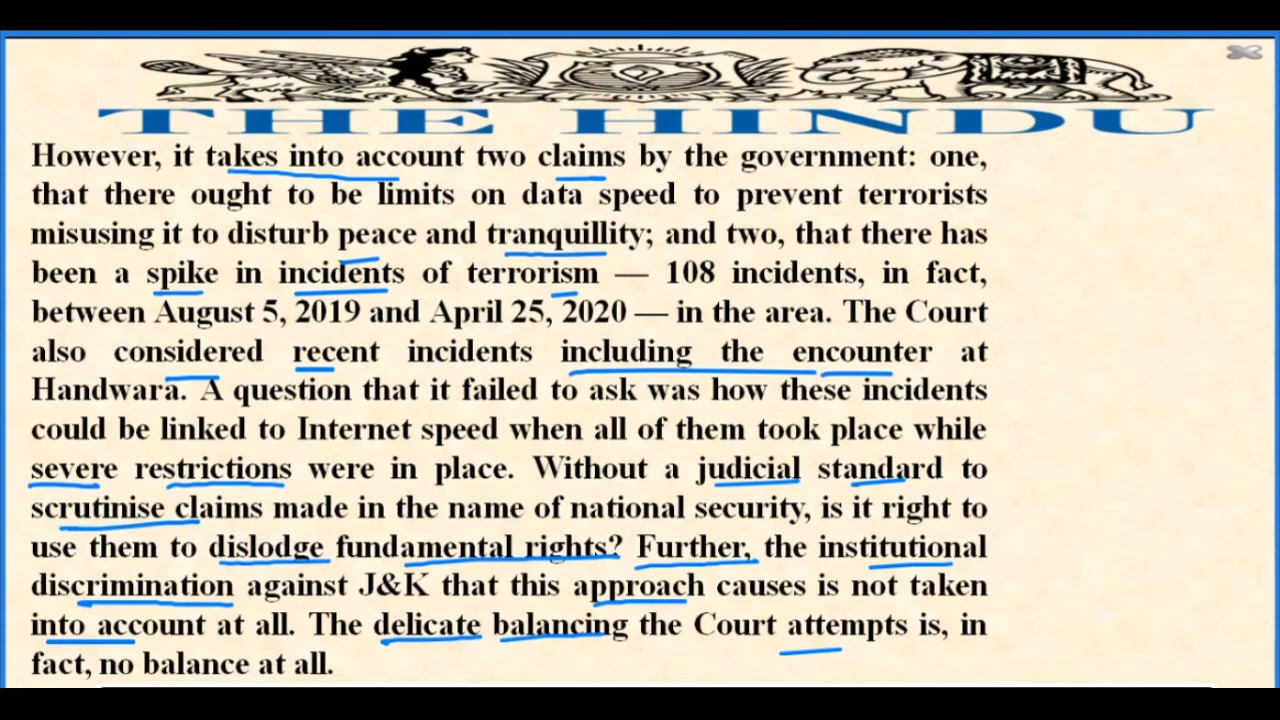 THE HINDU
However, it takes into account two claims by the government: one,
that there ought to be limits on data speed to prevent terrorists
misusing it to disturb peace and tranquillity; and two, that there has
been a spike in incidents of terrorism — 108 incidents, in fact,
between August 5, 2019 and April 25, 2020 — in the area. The Court
also considered recent incidents including the encounter at
Handwara. A question that it failed to ask was how these incidents
could be linked to Internet speed when all of them took place while
severe restrictions were in place. Without a judicial standard to
scrutinise claims made in the name of national security, is it right to
use them to dislodge fundamental rights? Further, the institutional
discrimination against J&K that this approach causes is not taken
into account at all. The delicate balancing the Court attempts is, in
fact, no balance at all.